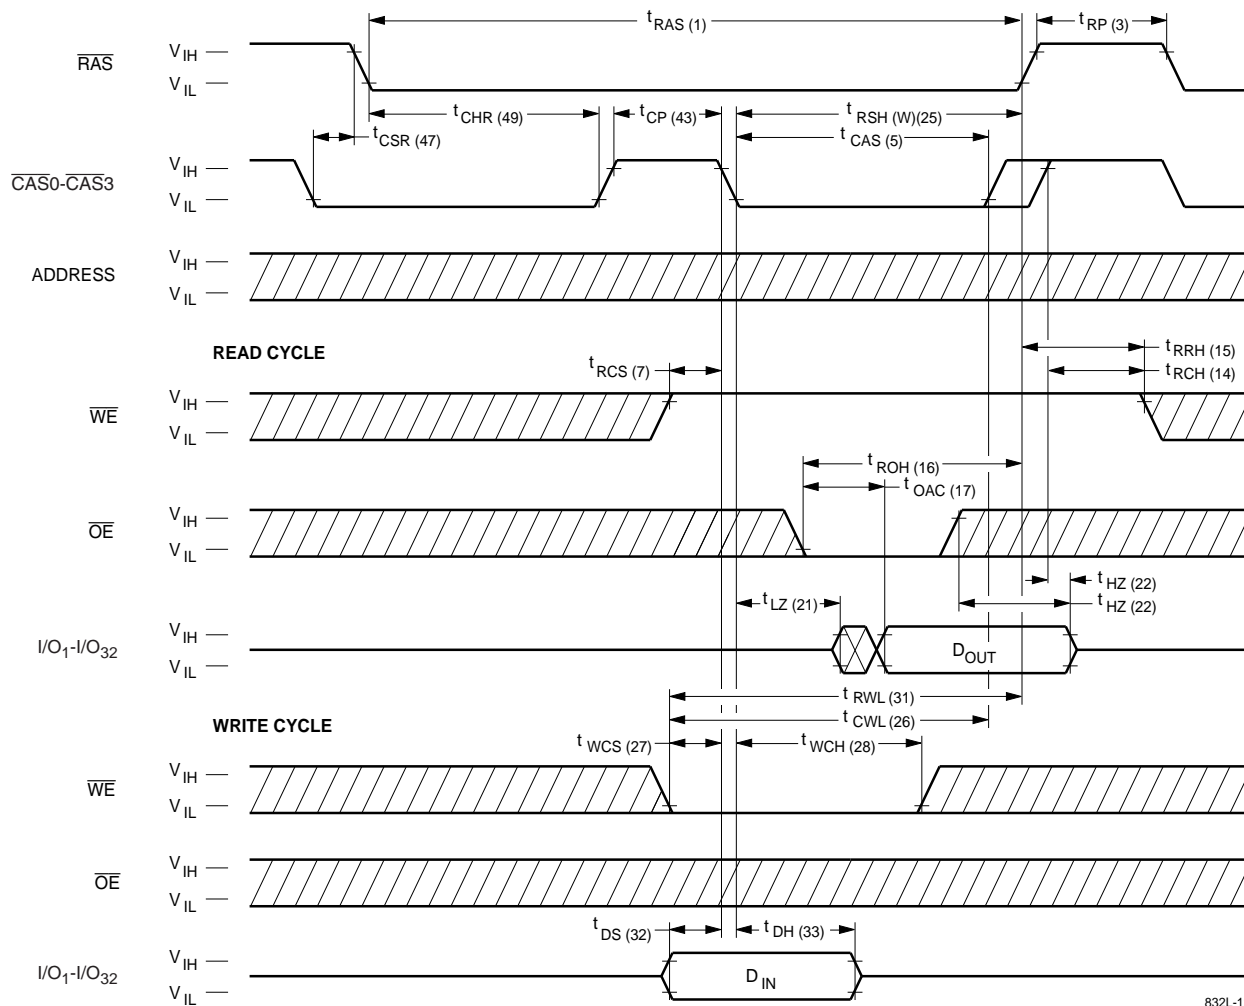 t RAS (1)
t RP (3)
RAS
V IH
V IL
t CHR (49)
t CP (43)
t RSH (W)(25)
t CSR (47)
t CAS (5)
CAS0-CAS3
V IH
V IL
ADDRESS
V IH
V IL
READ CYCLE
t RRH (15)
t RCS (7)
t RCH (14)
WE
V IH
V IL
t ROH (16)
t OAC (17)
OE
V IH
V IL
t HZ (22)
t LZ (21)
t HZ (22)
I/O1-I/O32
V IH
V IL
D OUT
t RWL (31)
WRITE CYCLE
t CWL (26)
t WCS (27)
t WCH (28)
WE
V IH
V IL
OE
V IH
V IL
t DS (32)
t DH (33)
I/O1-I/O32
V IH
V IL
D IN
832L-1